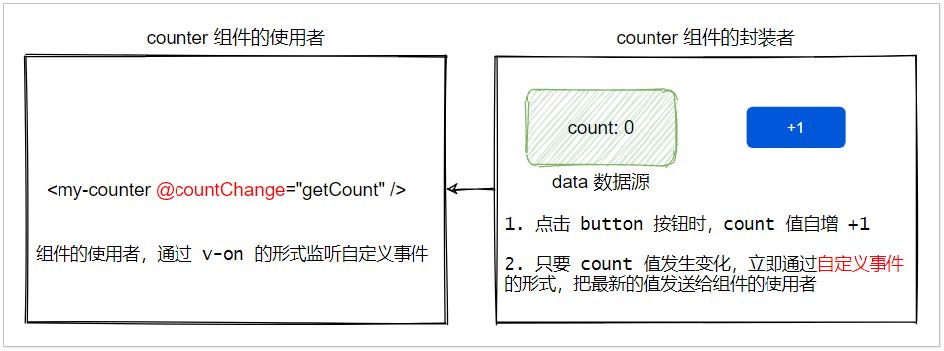 counter 组件的使用者
<my-counter @countChange="getCount" />
组件的使用者，通过 v-on 的形式监听自定义事件
counter 组件的封装者
count: 0
+1
data 数据源
1. 点击 button 按钮时，count 值自增 +1
2. 只要 count 值发生变化，立即通过自定义事件
的形式，把最新的值发送给组件的使用者